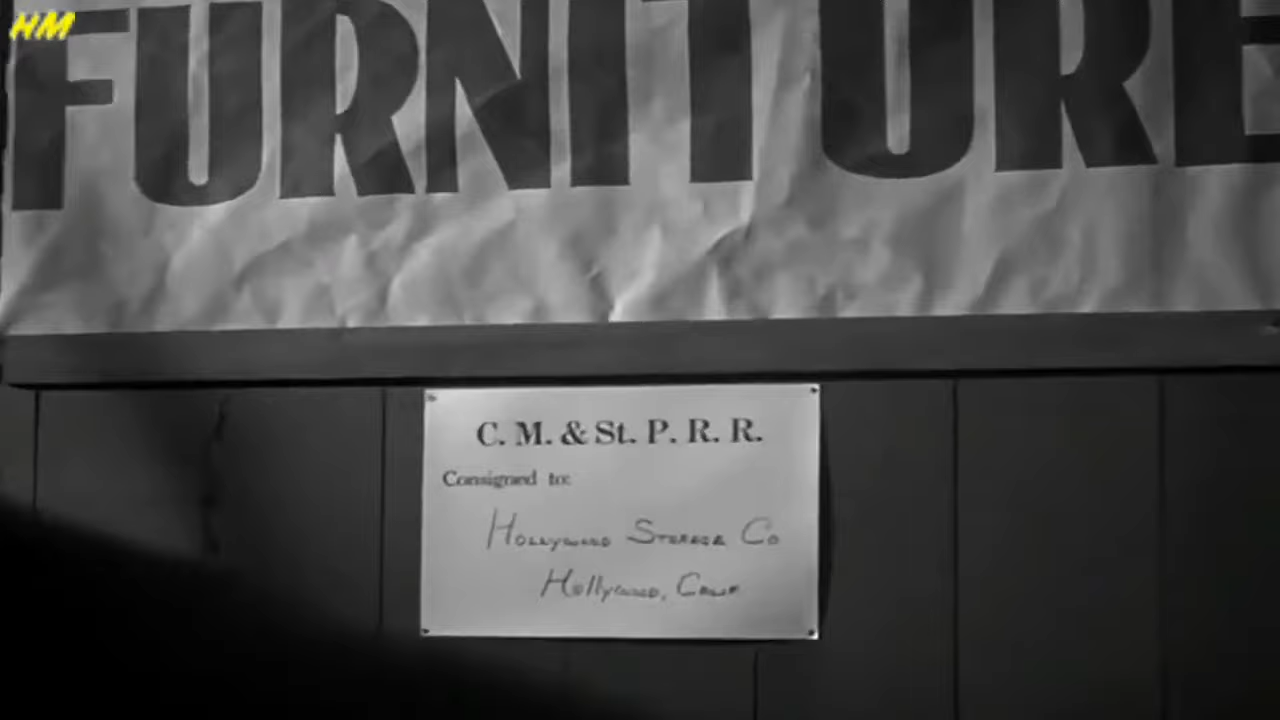 HM
FURNITURE
C. M. & St. P. R. R.
Consigned to:
Hollywood Storage Co
Hollywood, Calif